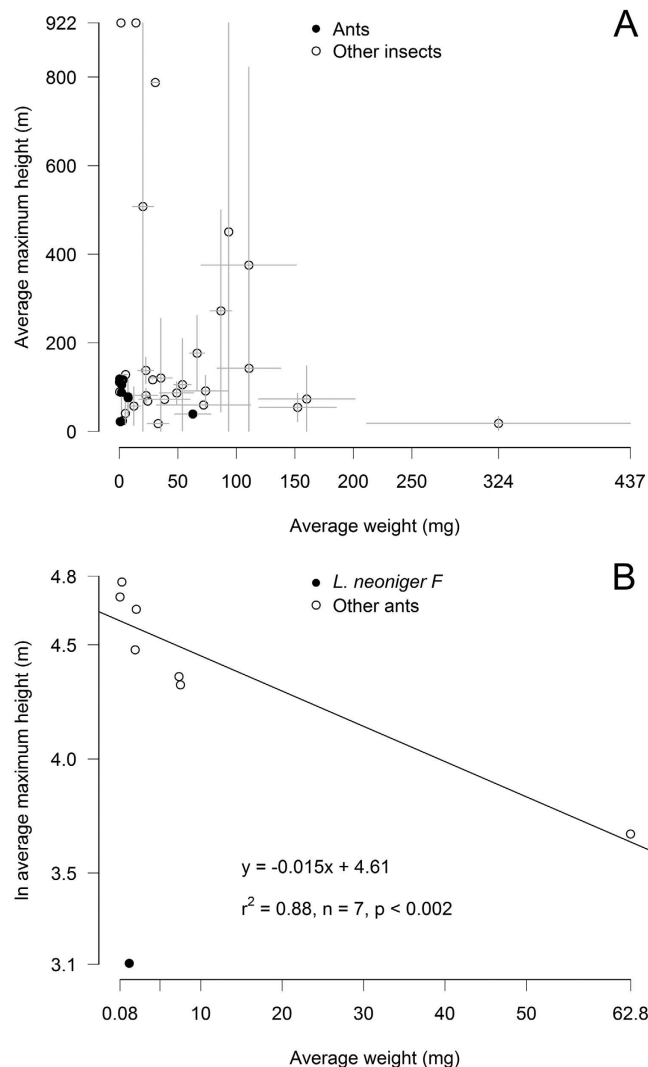 A
Ants
Other insects
Average maximum height (m)
922
800
600
400
200
0
0 50 100 150 200 250 324 437
Average weight (mg)
B
L. neoniger F
Other ants
ln average maximum height (m)
4.8
4.5
4.0
3.5
3.1
y = -0.015x + 4.61
r² = 0.88, n = 7, p < 0.002
0.08 10 20 30 40 50 62.8
Average weight (mg)